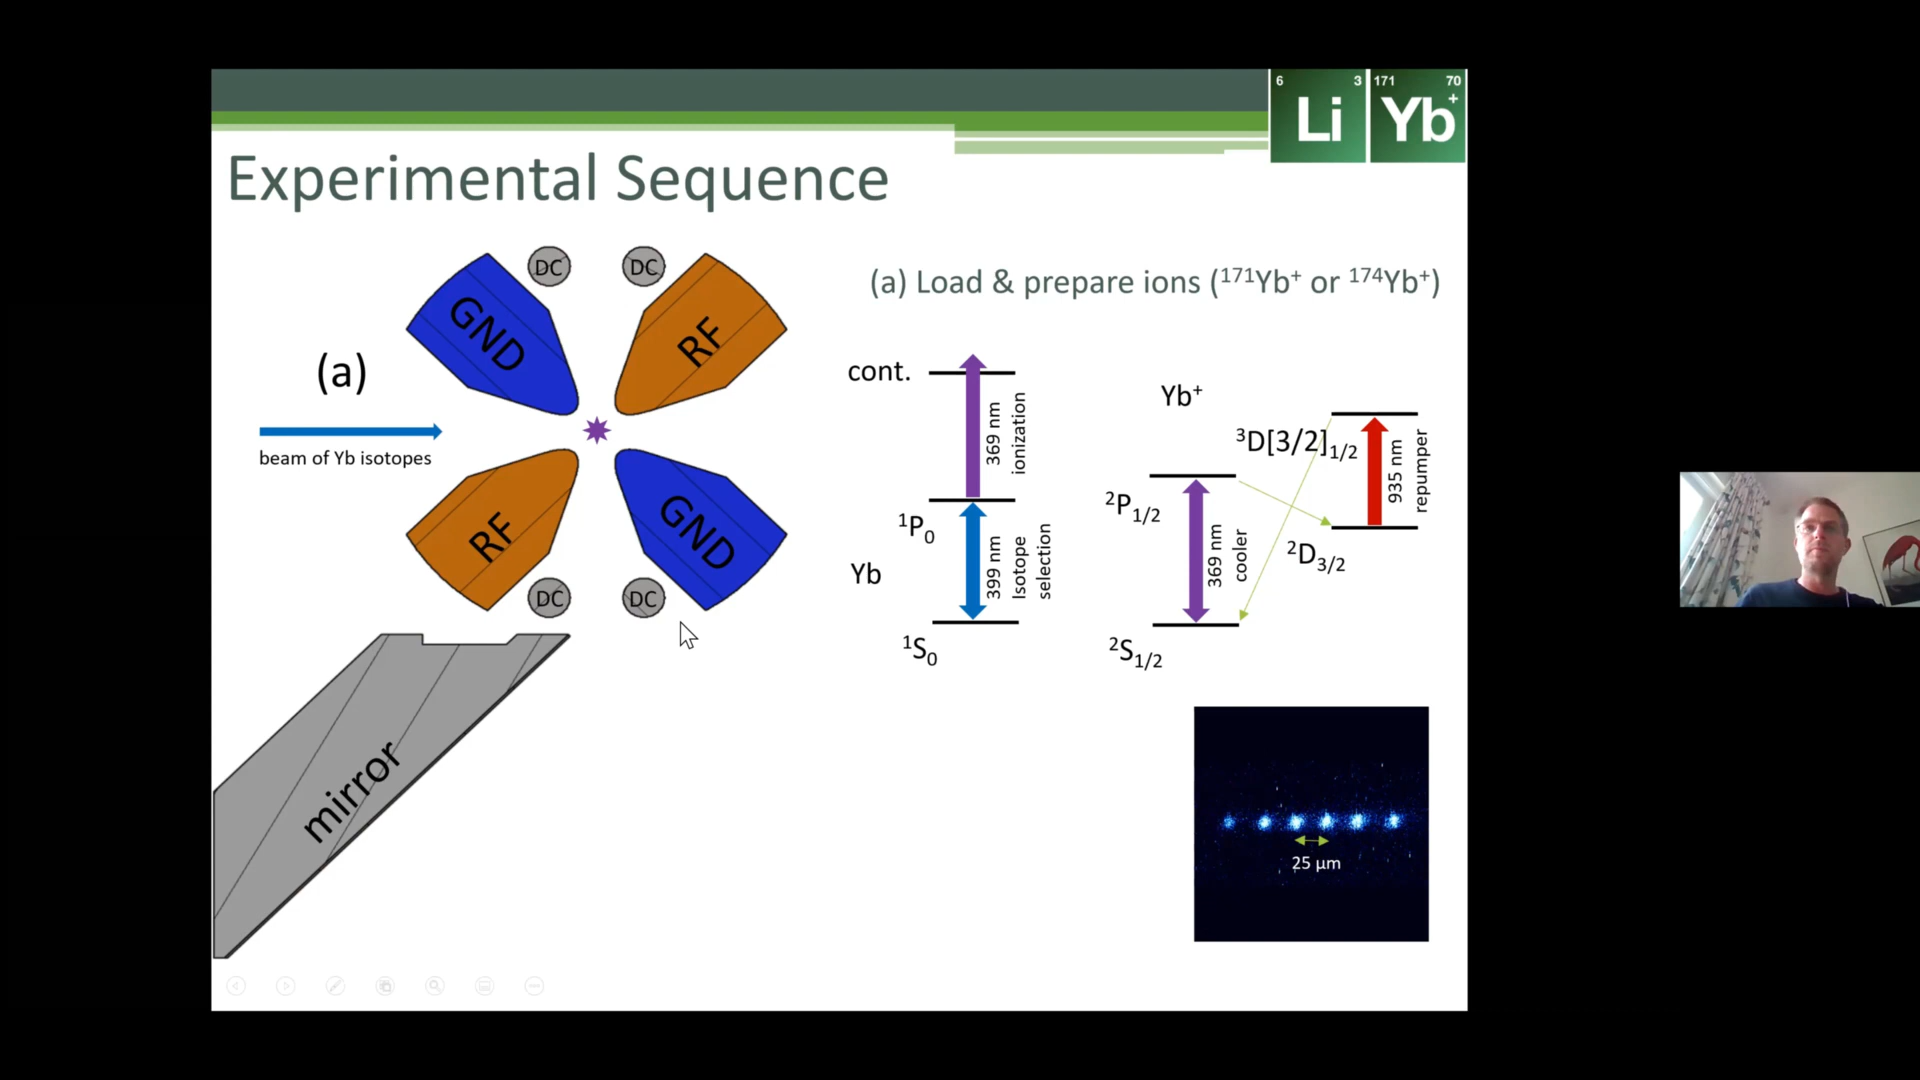 6 3 171 70
Li Yb+
Experimental Sequence
DC DC
GND RF
(a) Load & prepare ions (¹⁷¹Yb⁺ or ¹⁷⁴Yb⁺)
(a)
beam of Yb isotopes
RF GND
DC DC
mirror
cont.
369 nm
ionization
¹P₀
Yb
399 nm
Isotope
selection
¹S₀
Yb⁺
³D[3/2]₁/₂
935 nm
repumper
²P₁/₂
369 nm
cooler
²D₃/₂
²S₁/₂
25 µm